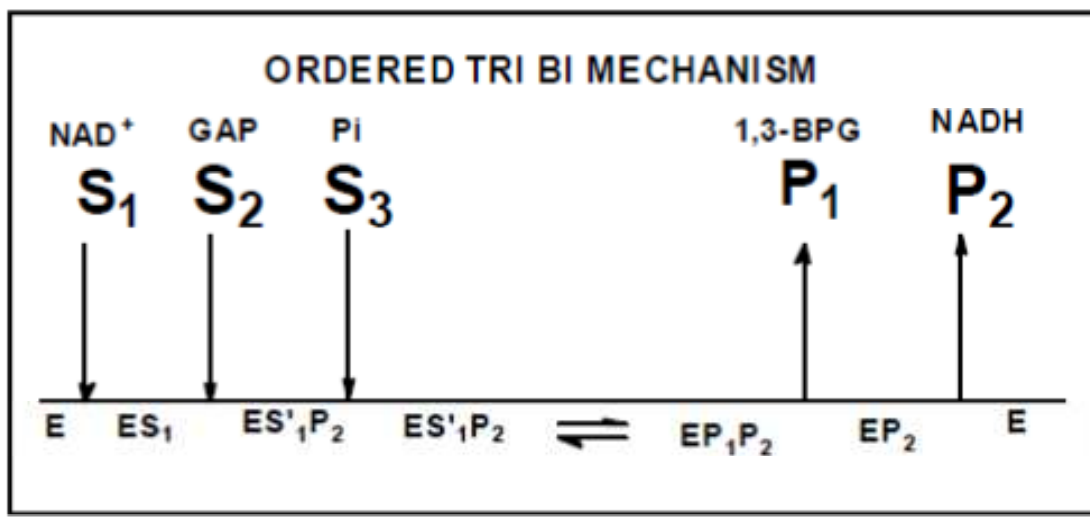 ORDERED TRI BI MECHANISM
NAD⁺ GAP Pi 1,3-BPG NADH
S₁ S₂ S₃ P₁ P₂
E ES₁ ES'₁P₂ ES'₁P₂ ⇌ EP₁P₂ EP₂ E